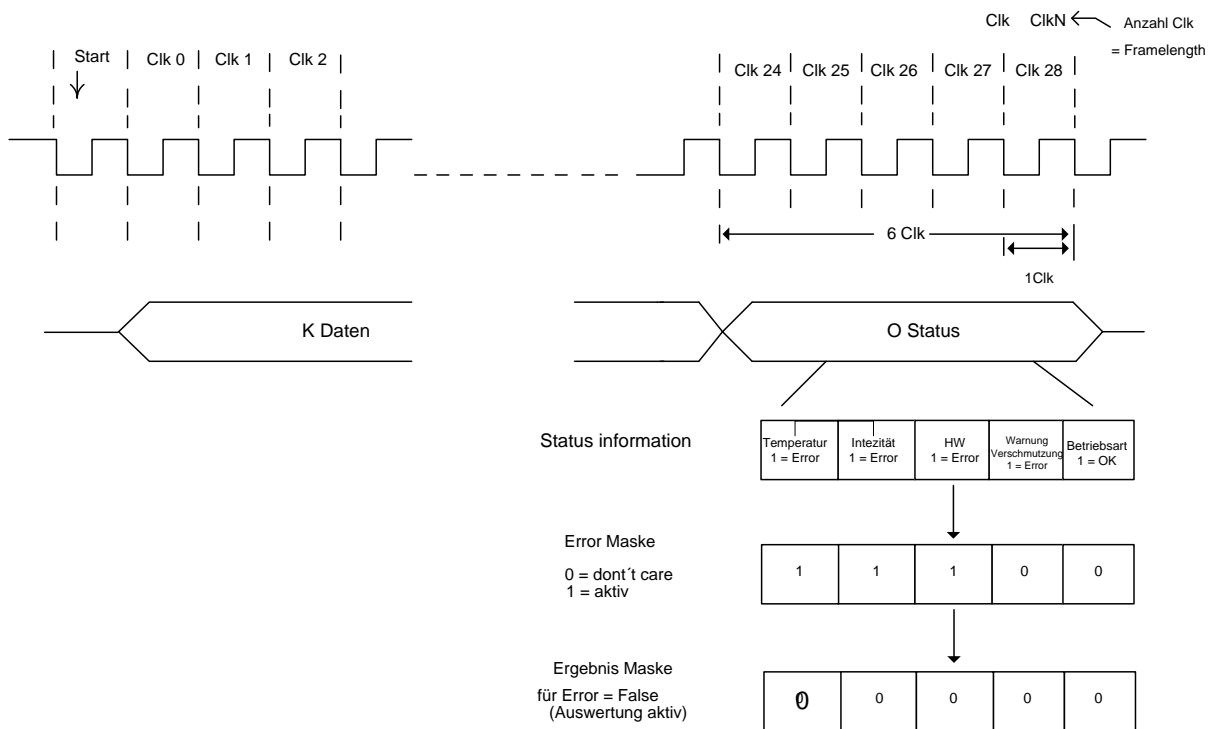 Clk ClkN Anzahl Clk
= Framelength
Start Clk 0 Clk 1 Clk 2
Clk 24 Clk 25 Clk 26 Clk 27 Clk 28
6 Clk
1Clk
K Daten
O Status
Status information
Temperatur
1 = Error
Intezität
1 = Error
HW
1 = Error
Warnung
Verschmutzung
1 = Error
Betriebsart
1 = OK
Error Maske
0 = dont´t care
1 = aktiv
1 1 1 0 0
Ergebnis Maske
für Error = False
(Auswertung aktiv)
0 0 0 0 0